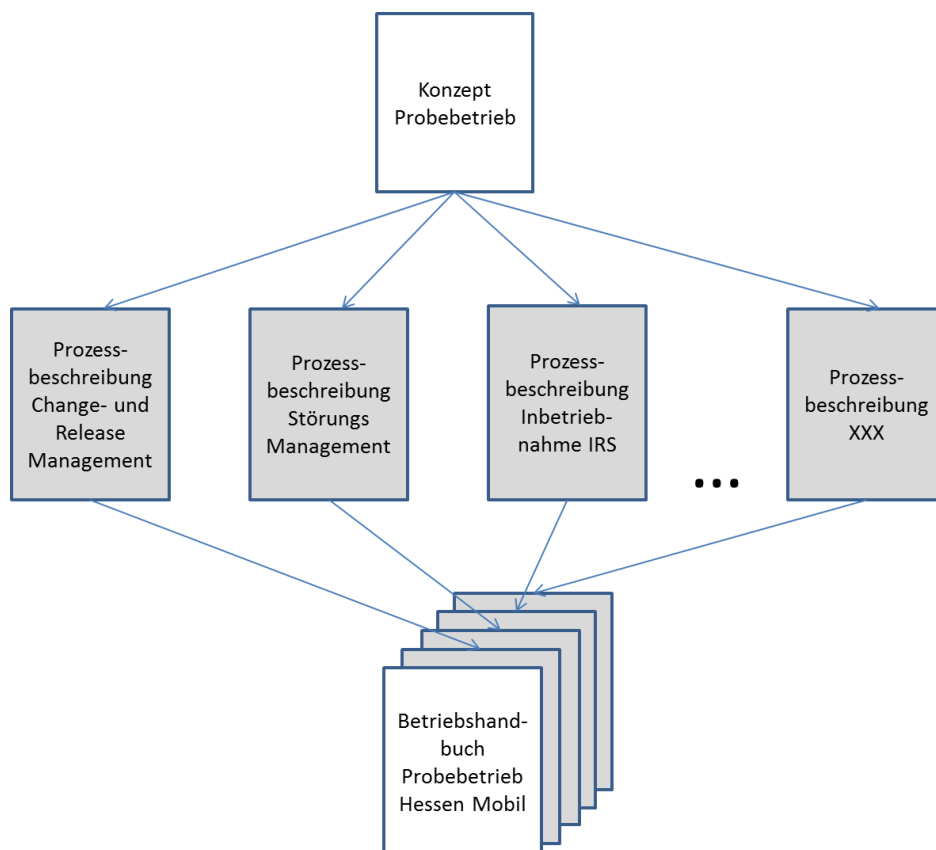 Konzept
Probebetrieb
Prozess-
beschreibung
Change- und
Release
Management
Prozess-
beschreibung
Störungs
Management
Prozess-
beschreibung
Inbetrieb-
nahme IRS
...
Prozess-
beschreibung
XXX
Betriebshand-
buch
Probebetrieb
Hessen Mobil